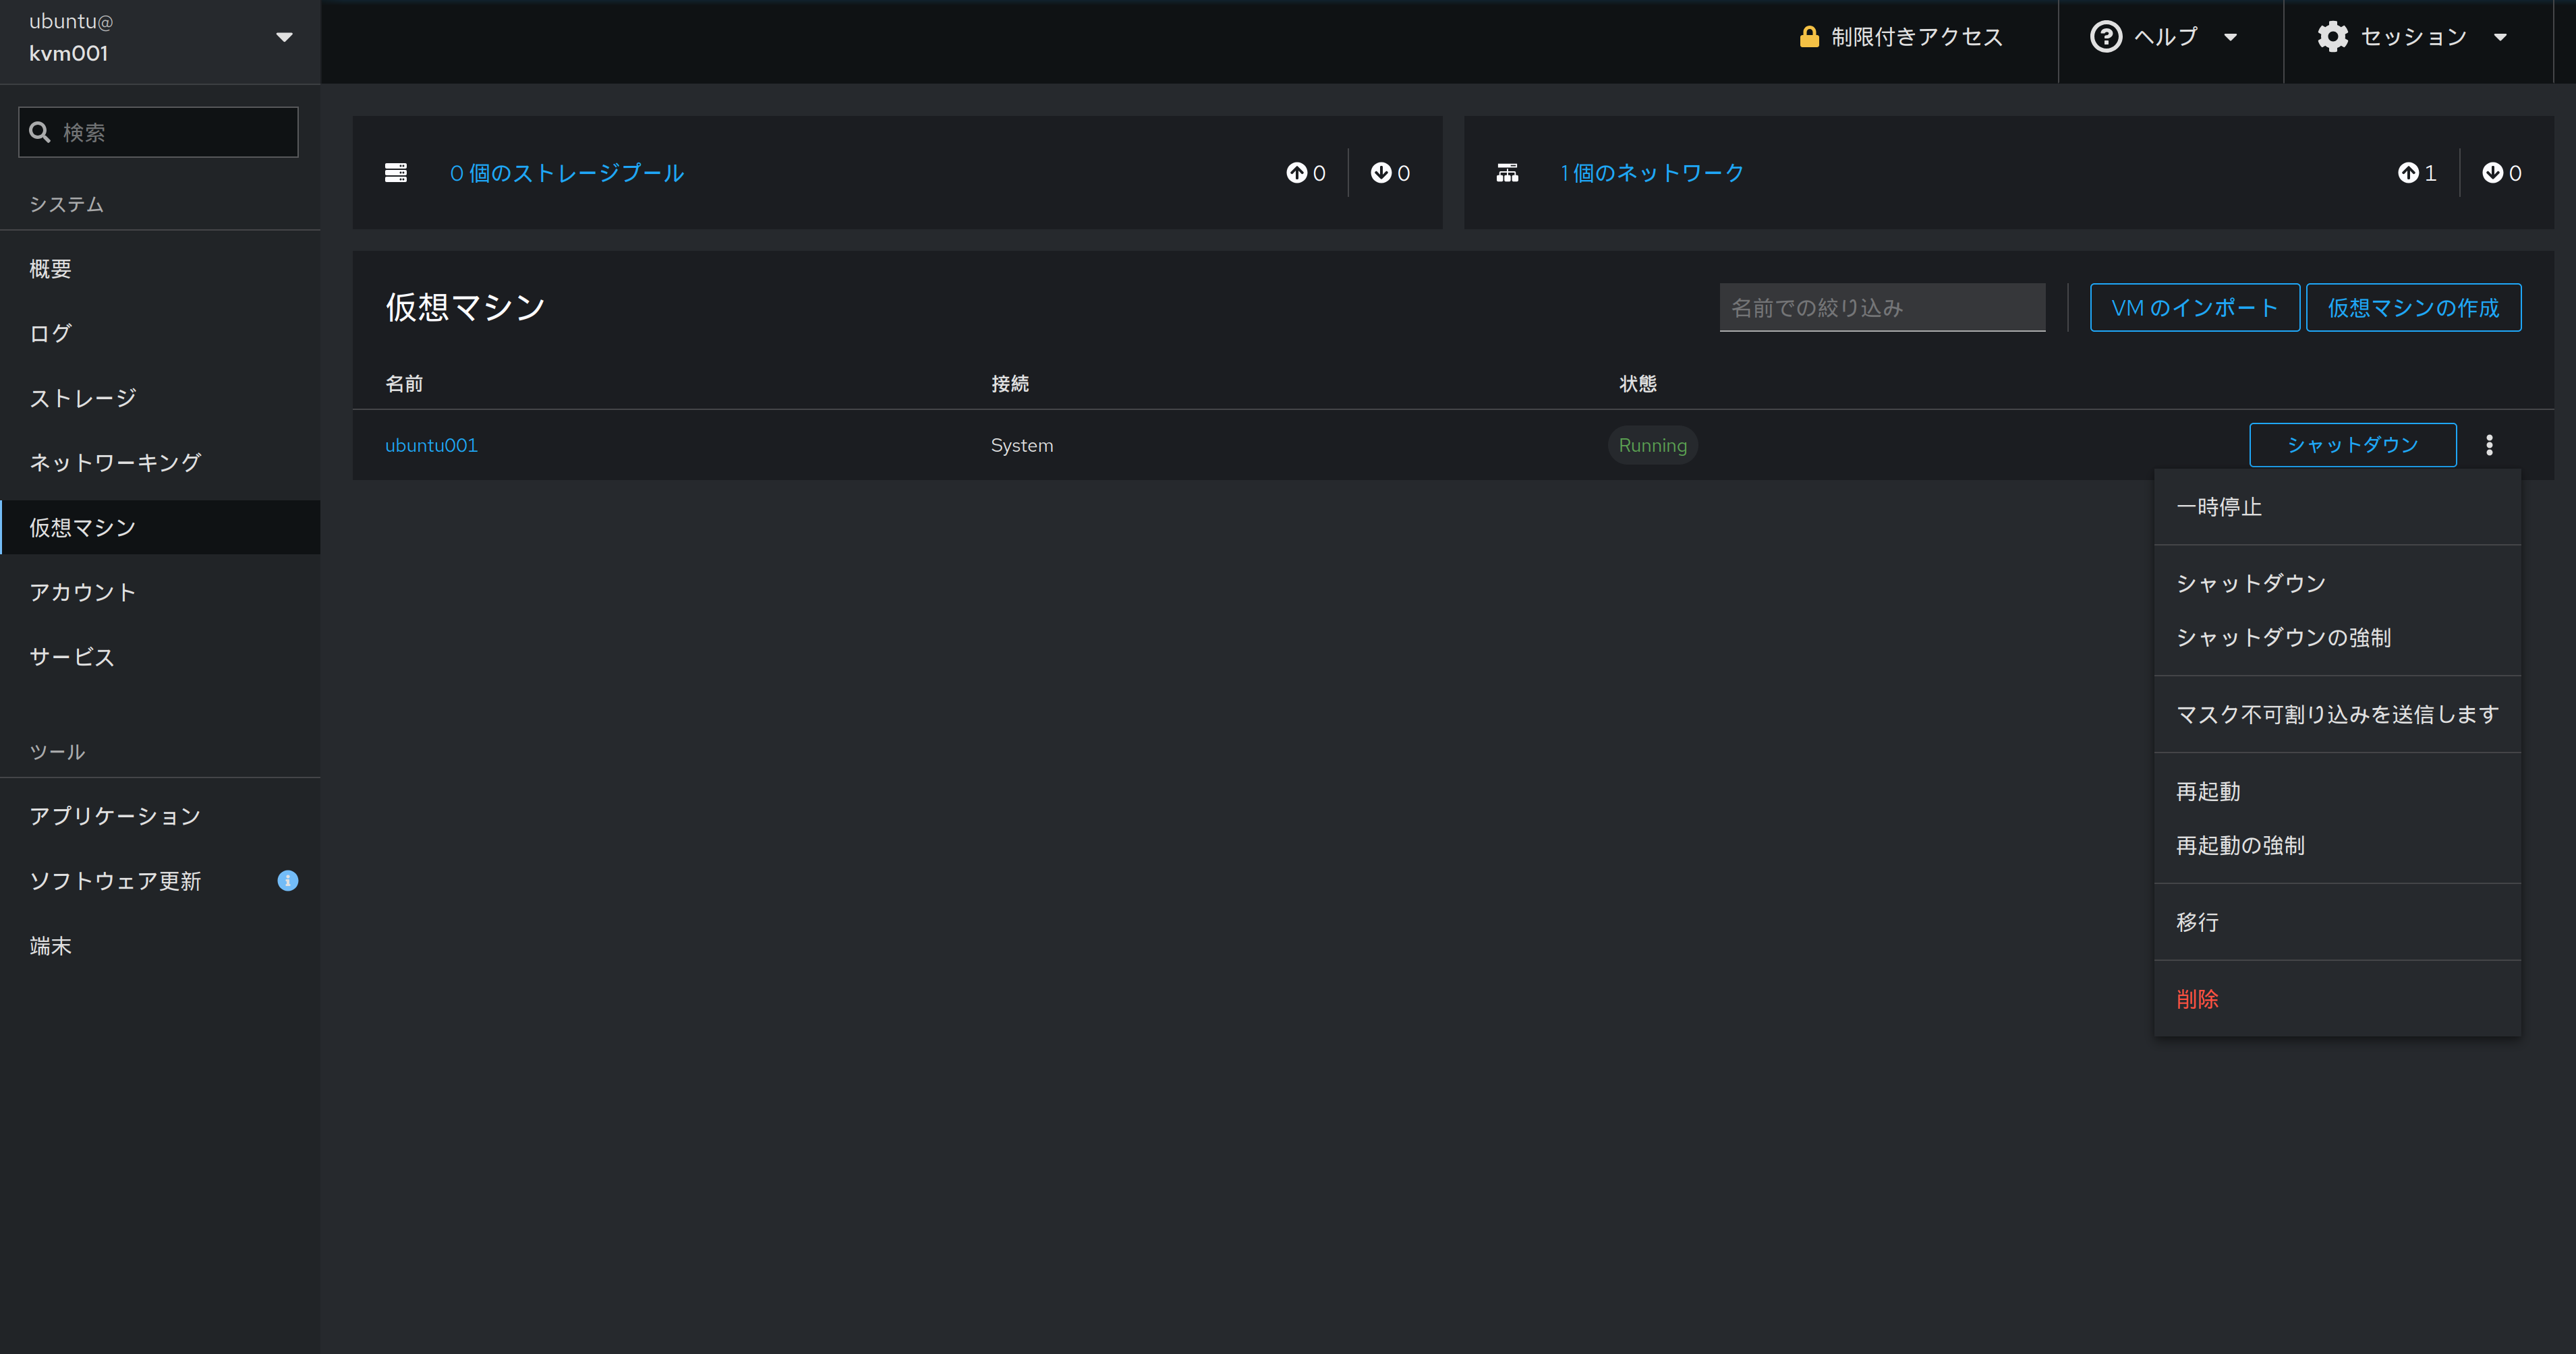 ubuntu@
kvm001
制限付きアクセス
ヘルプ
セッション
検索
システム
概要
ログ
ストレージ
ネットワーキング
仮想マシン
アカウント
サービス
ツール
アプリケーション
ソフトウェア更新
端末
0 個のストレージプール
0
0
1 個のネットワーク
1
0
仮想マシン
名前での絞り込み
VM のインポート
仮想マシンの作成
名前 接続 状態
ubuntu001 System Running シャットダウン
一時停止
シャットダウン
シャットダウンの強制
マスク不可割り込みを送信します
再起動
再起動の強制
移行
削除